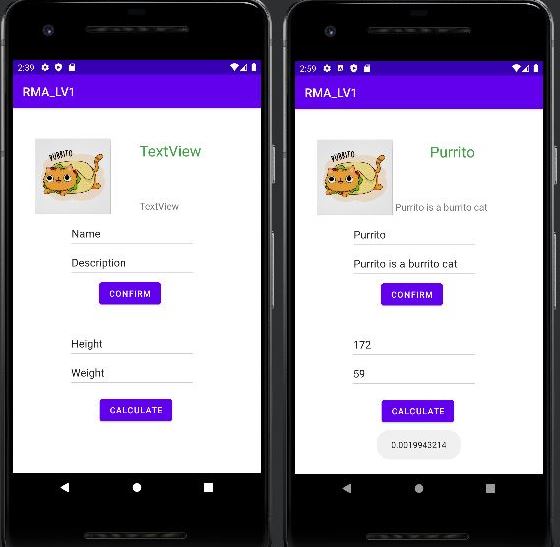 2:39
RMA_LV1
PURRITO
TextView
TextView
Name
Description
CONFIRM
Height
Weight
CALCULATE
2:59
RMA_LV1
PURRITO
Purrito
Purrito is a burrito cat
Purrito
Purrito is a burrito cat
CONFIRM
172
59
CALCULATE
0.0019943214